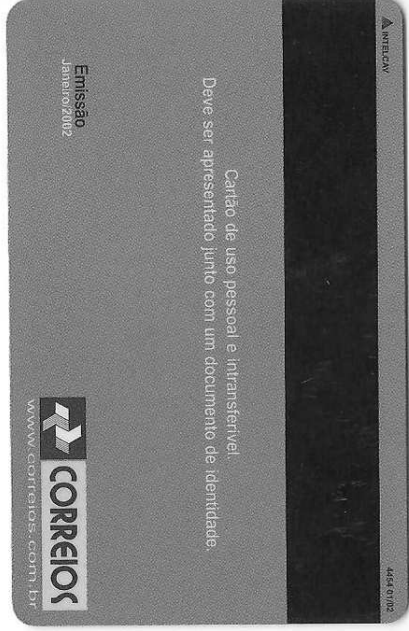 INTELCAV
4454 01/02
Cartão de uso pessoal e intransferivel.
Deve ser apresentado junto com um documento de identidade.
Emissão
Janeiro/2002
CORREIOS
www.correios.com.br